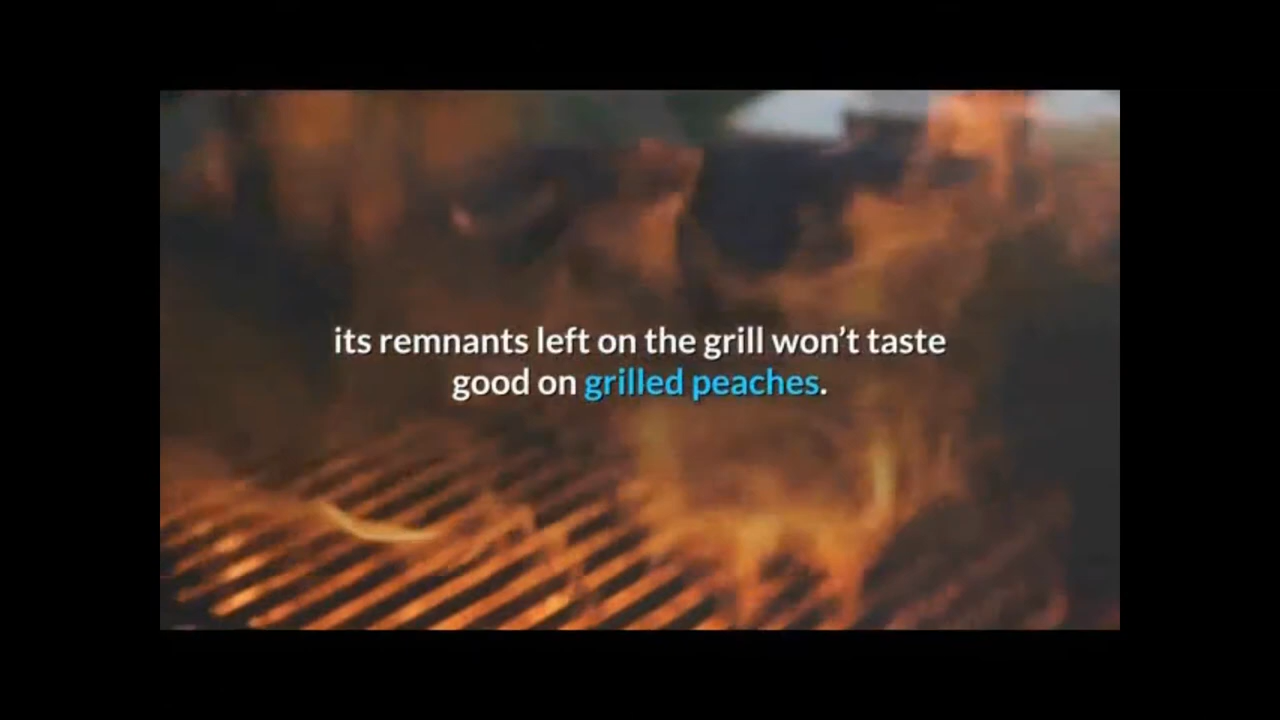 its remnants left on the grill won’t taste
good on grilled peaches.